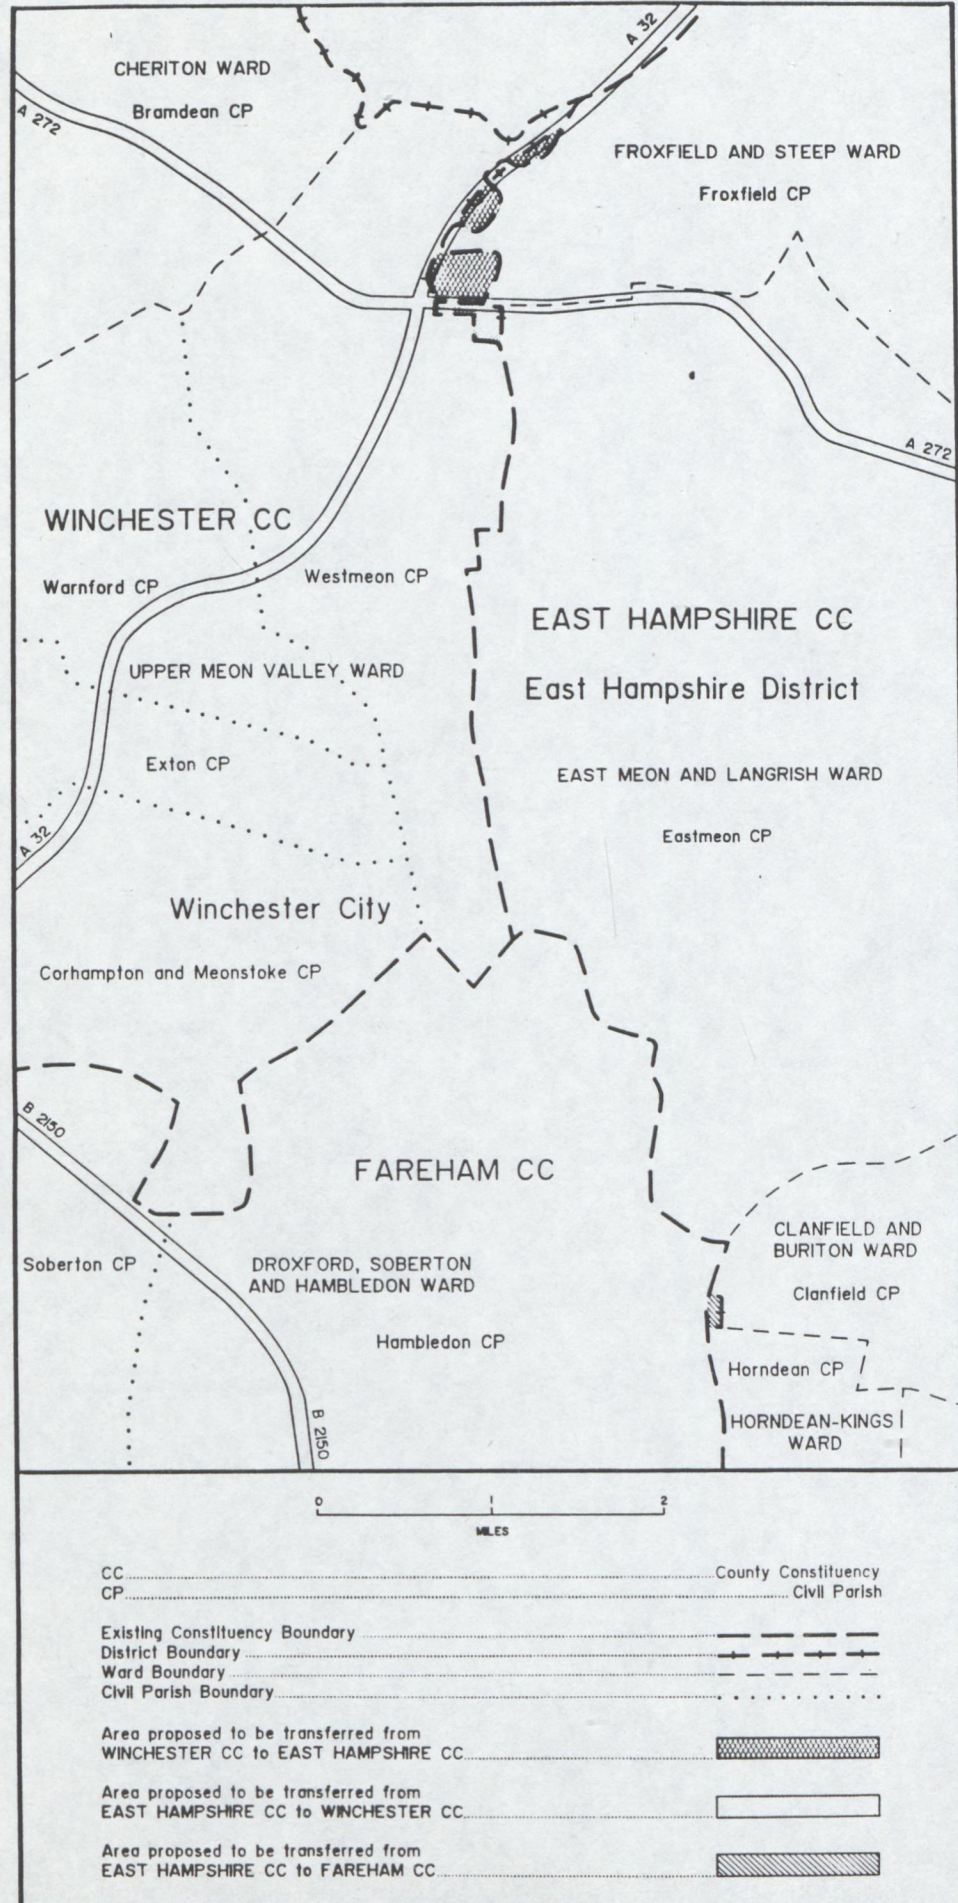 A 32
CHERITON WARD
Bramdean CP
A 272
FROXFIELD AND STEEP WARD
Froxfield CP
A 272
WINCHESTER CC
Westmeon CP
Warnford CP
EAST HAMPSHIRE CC
UPPER MEON VALLEY WARD
East Hampshire District
Exton CP
EAST MEON AND LANGRISH WARD
A 32
Eastmeon CP
Winchester City
Corhampton and Meonstoke CP
B 2150
FAREHAM CC
CLANFIELD AND
BURITON WARD
Soberton CP
DROXFORD, SOBERTON
AND HAMBLEDON WARD
Clanfield CP
Hambledon CP
Horndean CP
B 2150
HORNDEAN-KINGS
WARD
0 1 2
MILES
CC County Constituency
CP Civil Parish
Existing Constituency Boundary
District Boundary
Ward Boundary
Civil Parish Boundary
Area proposed to be transferred from
WINCHESTER CC to EAST HAMPSHIRE CC
Area proposed to be transferred from
EAST HAMPSHIRE CC to WINCHESTER CC
Area proposed to be transferred from
EAST HAMPSHIRE CC to FAREHAM CC